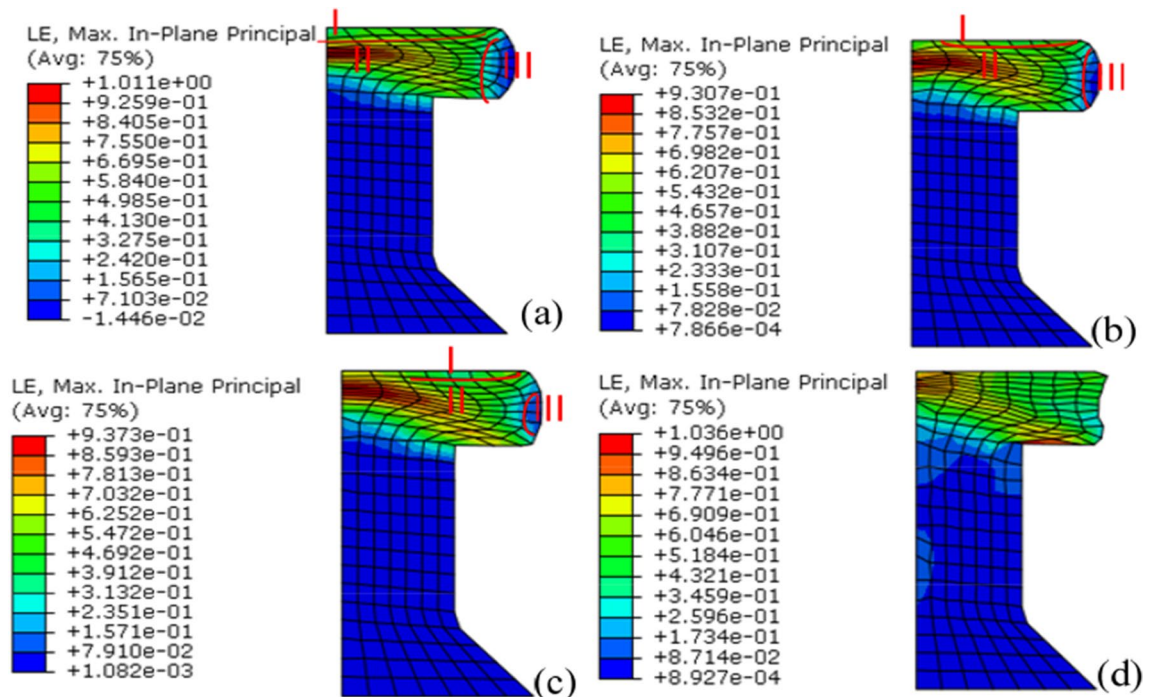 LE, Max. In-Plane Principal
(Avg: 75%)
+1.011e+00
+9.259e-01
+8.405e-01
+7.550e-01
+6.695e-01
+5.840e-01
+4.985e-01
+4.130e-01
+3.275e-01
+2.420e-01
+1.565e-01
+7.103e-02
-1.446e-02
I
II
III
(a)
LE, Max. In-Plane Principal
(Avg: 75%)
+9.307e-01
+8.532e-01
+7.757e-01
+6.982e-01
+6.207e-01
+5.432e-01
+4.657e-01
+3.882e-01
+3.107e-01
+2.333e-01
+1.558e-01
+7.828e-02
+7.866e-04
I
II
III
(b)
LE, Max. In-Plane Principal
(Avg: 75%)
+9.373e-01
+8.593e-01
+7.813e-01
+7.032e-01
+6.252e-01
+5.472e-01
+4.692e-01
+3.912e-01
+3.132e-01
+2.351e-01
+1.571e-01
+7.910e-02
+1.082e-03
I
II
III
(c)
LE, Max. In-Plane Principal
(Avg: 75%)
+1.036e+00
+9.496e-01
+8.634e-01
+7.771e-01
+6.909e-01
+6.046e-01
+5.184e-01
+4.321e-01
+3.459e-01
+2.596e-01
+1.734e-01
+8.714e-02
+8.927e-04
(d)